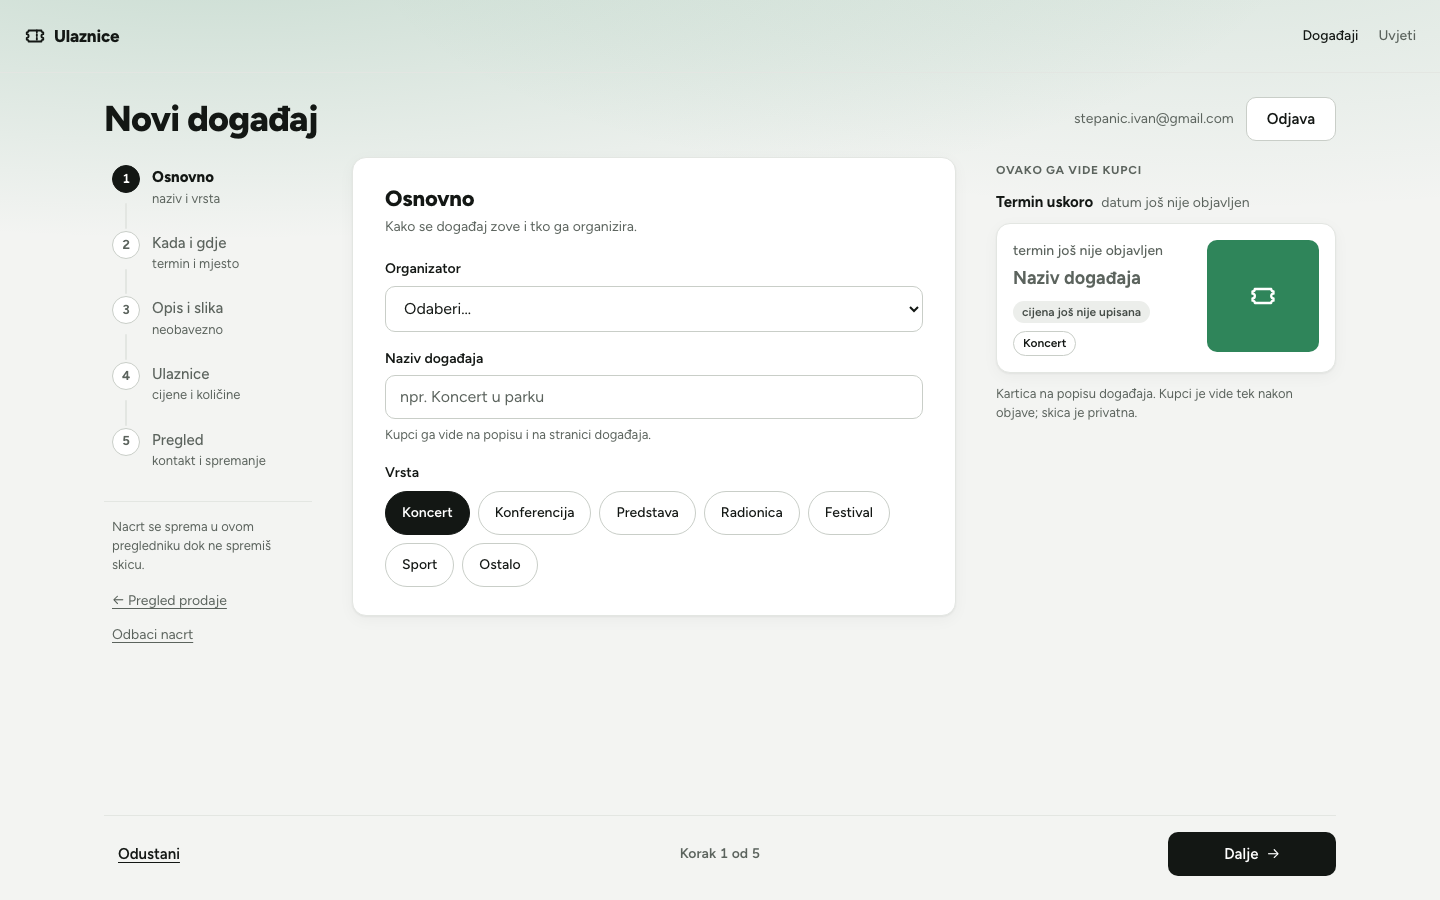 Ulaznice
Događaji
Uvjeti
Novi događaj
stepanic.ivan@gmail.com
Odjava
1
Osnovno
naziv i vrsta
2
Kada i gdje
termin i mjesto
3
Opis i slika
neobavezno
4
Ulaznice
cijene i količine
5
Pregled
kontakt i spremanje
Nacrt se sprema u ovom
pregledniku dok ne spremiš
skicu.
← Pregled prodaje
Odbaci nacrt
Osnovno
Kako se događaj zove i tko ga organizira.
Organizator
Odaberi...
Naziv događaja
npr. Koncert u parku
Kupci ga vide na popisu i na stranici događaja.
Vrsta
Koncert
Konferencija
Predstava
Radionica
Festival
Sport
Ostalo
OVAKO GA VIDE KUPCI
Termin uskoro datum još nije objavljen
termin još nije objavljen
Naziv događaja
cijena još nije upisana
Koncert
Kartica na popisu događaja. Kupci je vide tek nakon
objave; skica je privatna.
Odustani
Korak 1 od 5
Dalje →